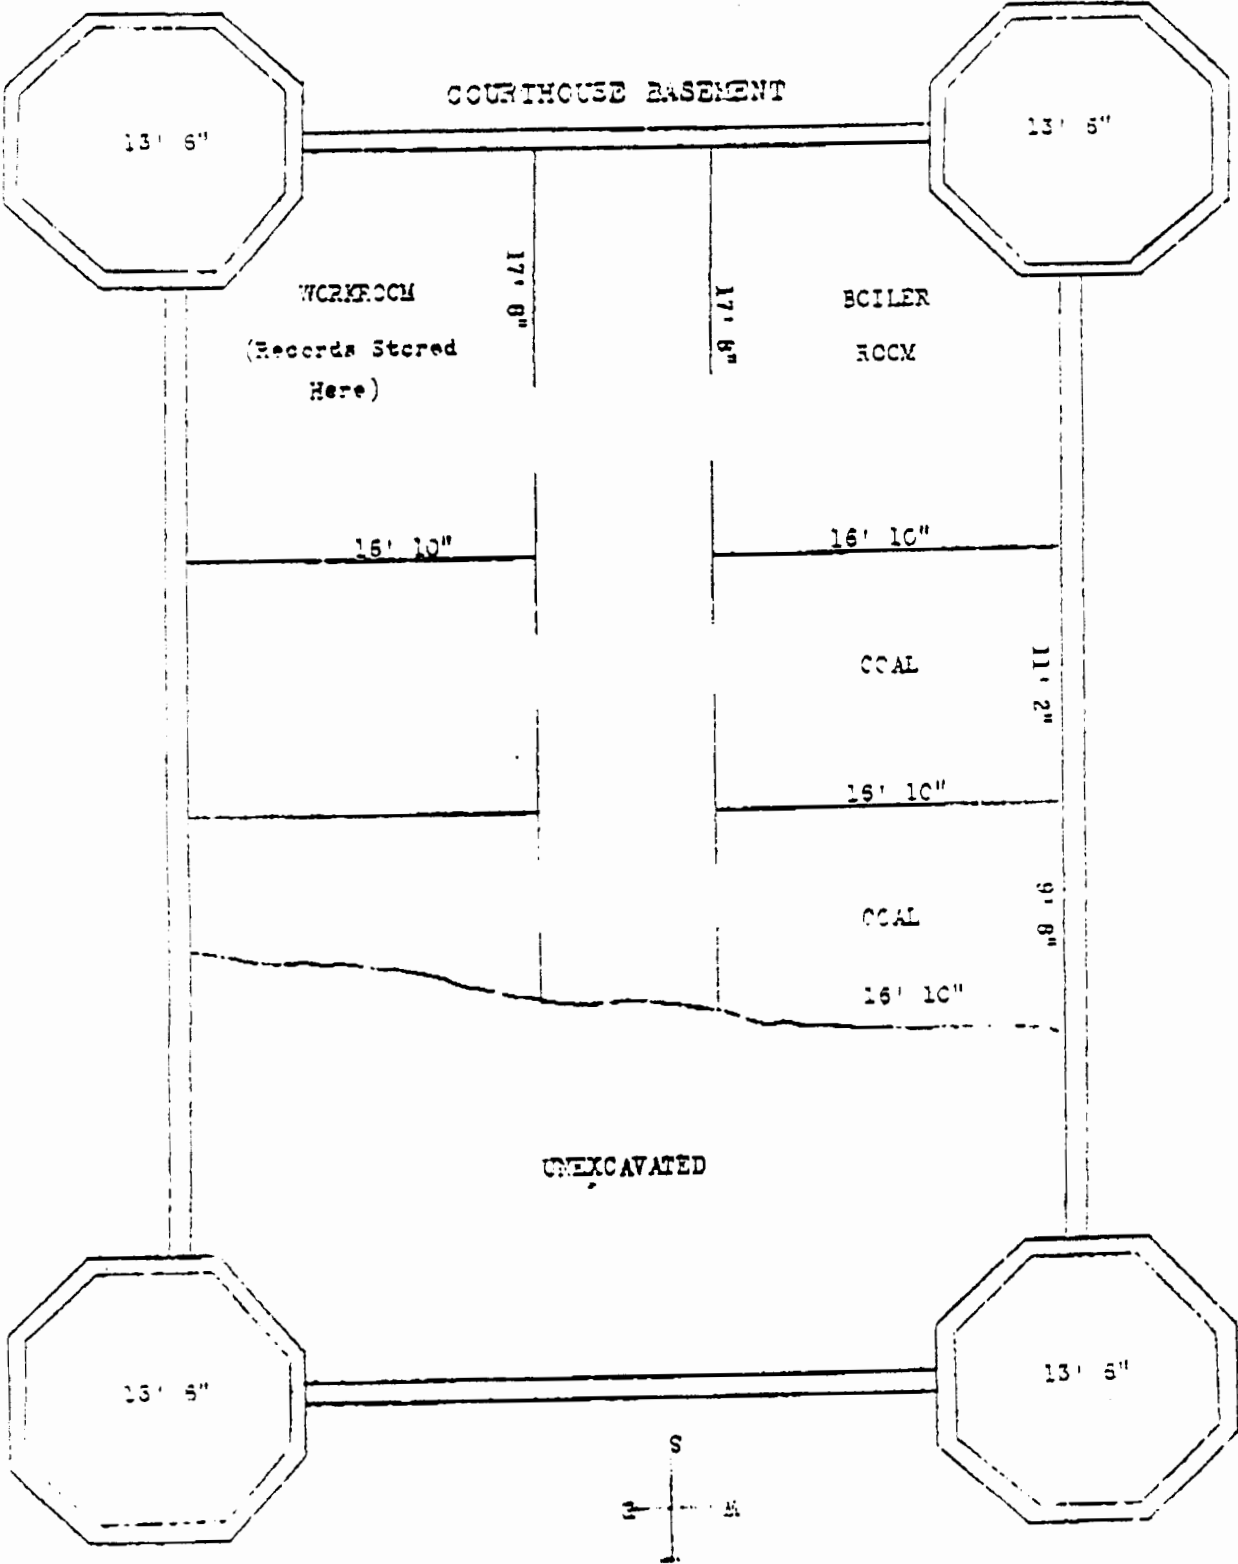 COURTHOUSE BASEMENT
13' 6"
13' 6"
17' 8"
17' 8"
WORKROOM
(Records Stored
Here)
BOILER
ROOM
16' 10"
16' 10"
COAL
11' 2"
16' 10"
COAL
9' 8"
16' 10"
UNEXCAVATED
13' 6"
13' 6"
S
E
W